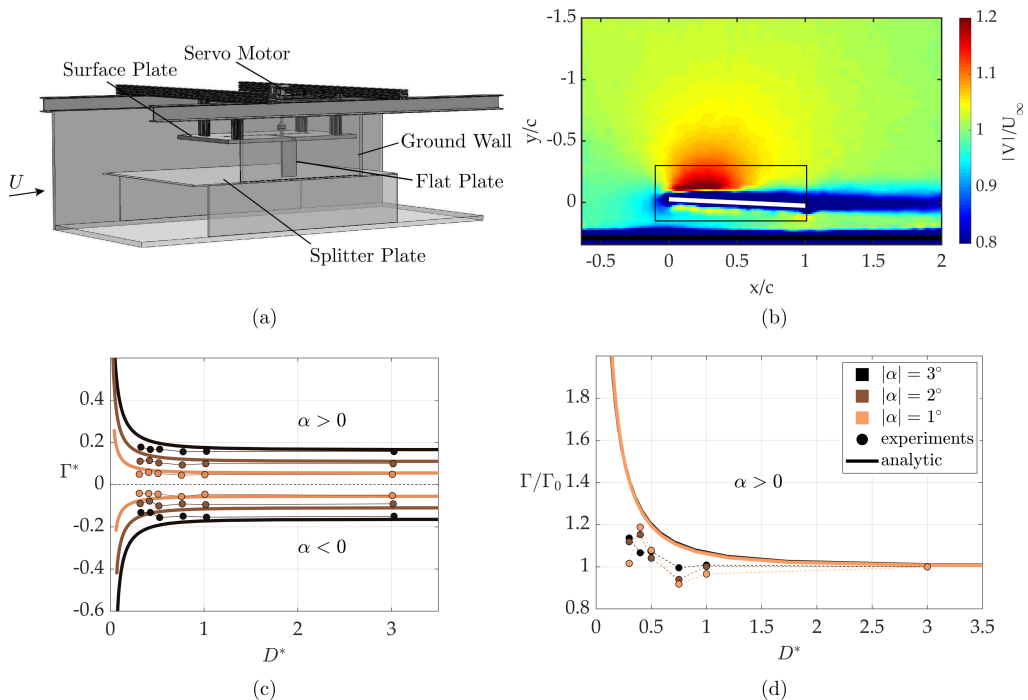 (a)
Servo Motor
Surface Plate
Ground Wall
Flat Plate
U
Splitter Plate
(b)
-1.5
-1
-0.5
0
y/c
-0.5
0
0.5
1
1.5
2
x/c
1.2
1.1
1
0.9
0.8
|V|/U∞
(a)
(b)
0.4
0.2
0
-0.2
-0.4
-0.6
Γ*
α > 0
α < 0
0
1
2
3
D*
(c)
1.8
1.6
1.4
1.2
1
0.8
Γ/Γ₀
|α| = 3°
|α| = 2°
|α| = 1°
experiments
analytic
α > 0
0
0.5
1
1.5
2
2.5
3
3.5
D*
(d)